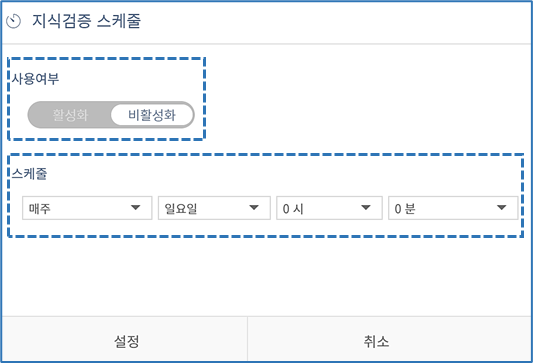 지식검증 스케줄
사용여부
활성화 비활성화
스케줄
매주 일요일 0 시 0 분
설정 취소